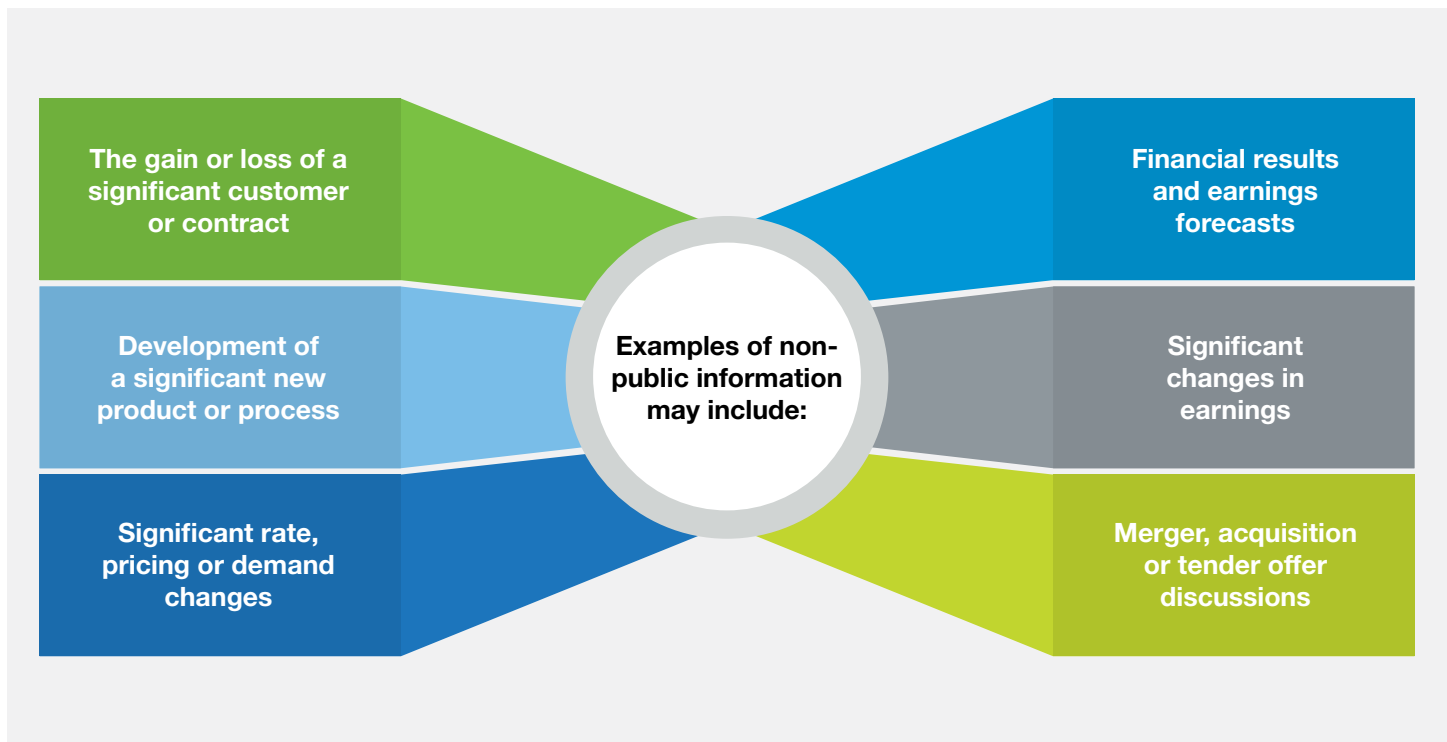 The gain or loss of a
significant customer
or contract
Development of
a significant new
product or process
Significant rate,
pricing or demand
changes
Examples of non-
public information
may include:
Financial results
and earnings
forecasts
Significant
changes in
earnings
Merger, acquisition
or tender offer
discussions